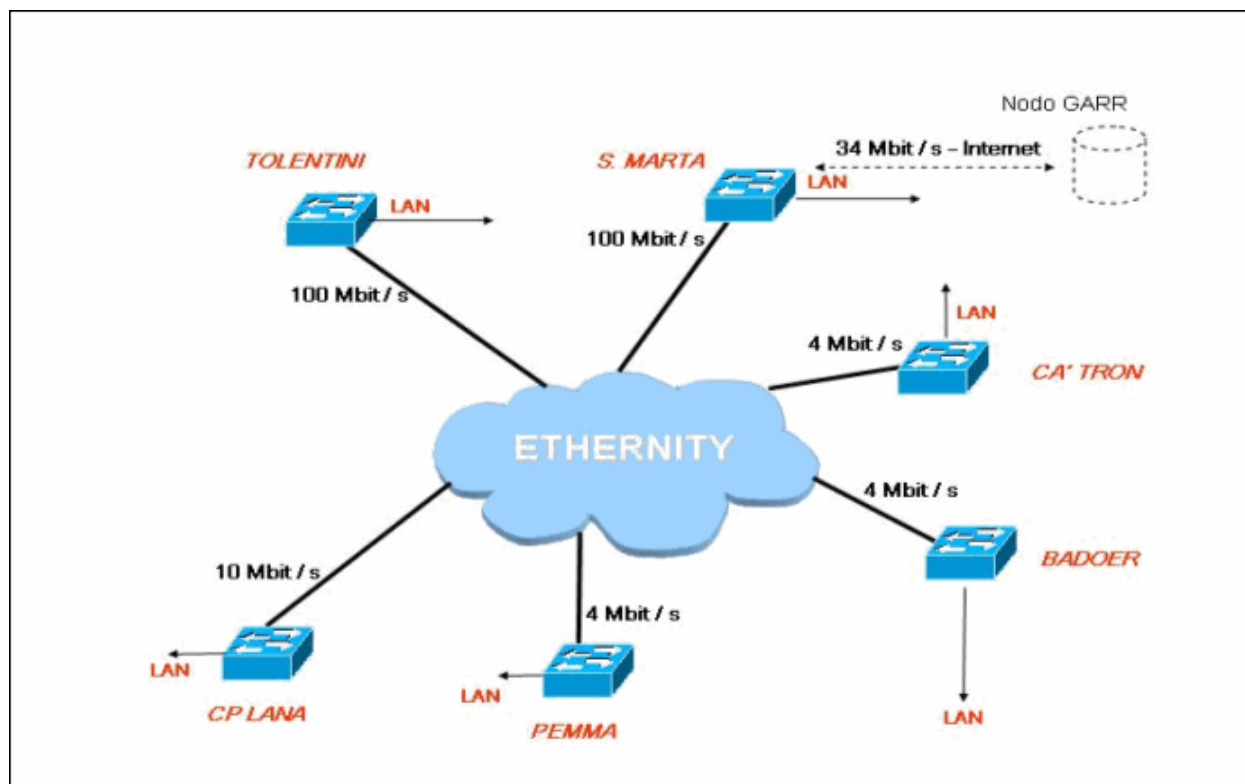 Nodo GARR
34 Mbit / s – Internet
TOLENTINI
S. MARTA
LAN
LAN
100 Mbit / s
100 Mbit / s
LAN
4 Mbit / s
CA' TRON
ETHERNITY
4 Mbit / s
BADOER
10 Mbit / s
4 Mbit / s
LAN
LAN
LAN
CP LANA
PEMMA